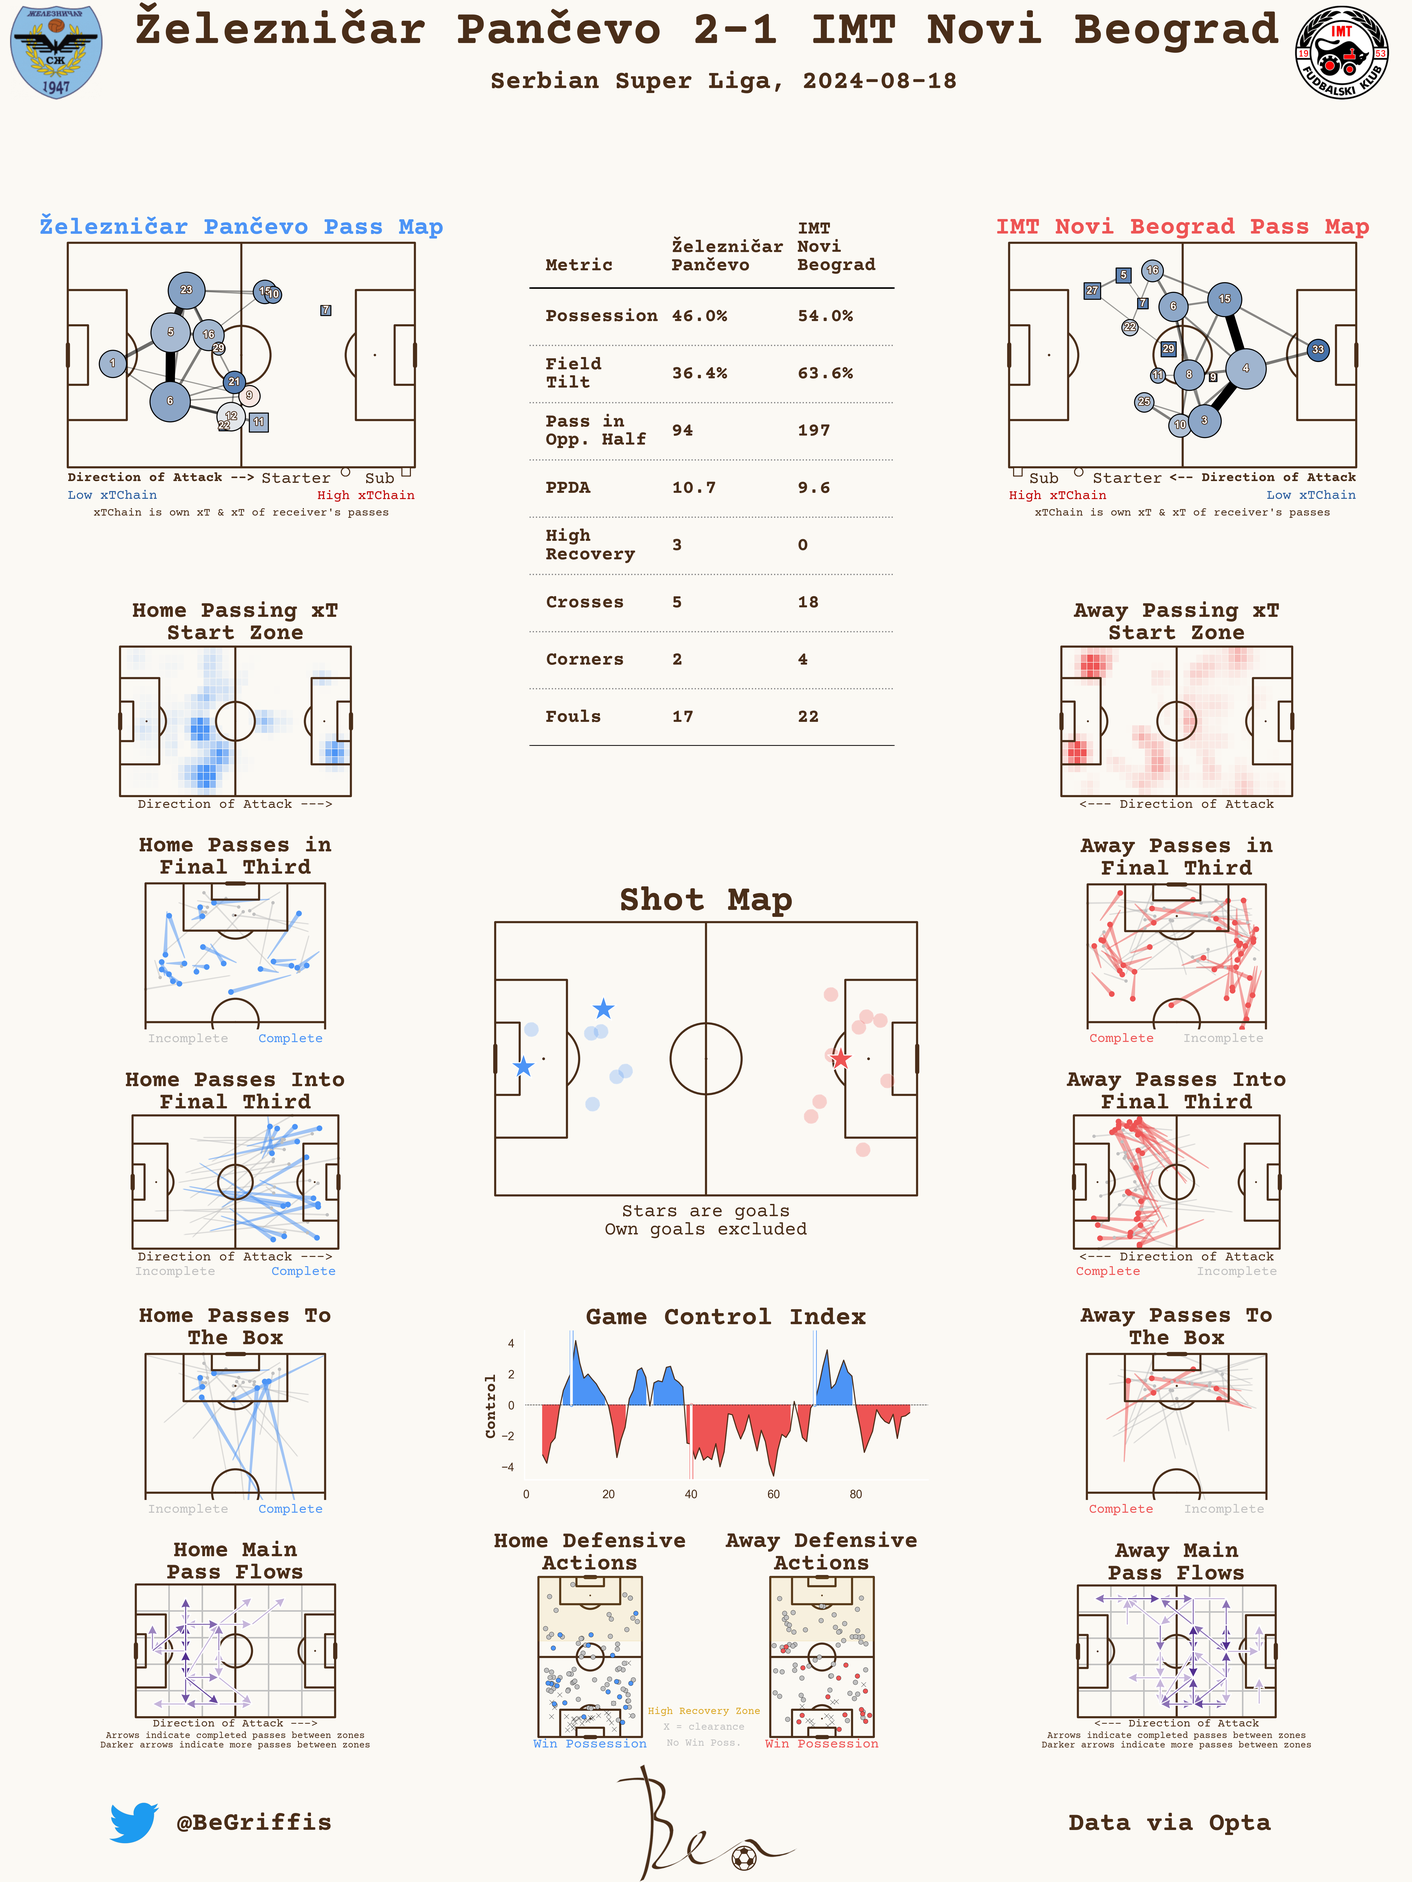 Železničar Pančevo 2-1 IMT Novi Beograd
Serbian Super Liga, 2024-08-18
ЖЕЛЕЗНИЧАР
СЖ
1947
IMT
19 53
FUDBALSKI KLUB
Železničar Pančevo Pass Map
23
15
10
7
5
16
29
1
21
9
6
12
22
11
Direction of Attack --> Starter Sub
Low xTChain High xTChain
xTChain is own xT & xT of receiver's passes
Metric Železničar Pančevo IMT Novi Beograd
Possession 46.0% 54.0%
Field Tilt 36.4% 63.6%
Pass in Opp. Half 94 197
PPDA 10.7 9.6
High Recovery 3 0
Crosses 5 18
Corners 2 4
Fouls 17 22
IMT Novi Beograd Pass Map
16
5
27
7
6
15
22
29
33
11
8
9
4
25
10
3
Sub Starter <-- Direction of Attack
High xTChain Low xTChain
xTChain is own xT & xT of receiver's passes
Home Passing xT
Start Zone
Direction of Attack --->
Away Passing xT
Start Zone
<--- Direction of Attack
Home Passes in
Final Third
Incomplete Complete
Away Passes in
Final Third
Complete Incomplete
Shot Map
Stars are goals
Own goals excluded
Home Passes Into
Final Third
Direction of Attack --->
Incomplete Complete
Away Passes Into
Final Third
<--- Direction of Attack
Complete Incomplete
Home Passes To
The Box
Incomplete Complete
Game Control Index
Control
4
2
0
−2
−4
0 20 40 60 80
Away Passes To
The Box
Complete Incomplete
Home Main
Pass Flows
Direction of Attack --->
Arrows indicate completed passes between zones
Darker arrows indicate more passes between zones
Home Defensive
Actions
Win Possession
Away Defensive
Actions
Win Possession
High Recovery Zone
X = clearance
No Win Poss.
Away Main
Pass Flows
<--- Direction of Attack
Arrows indicate completed passes between zones
Darker arrows indicate more passes between zones
@BeGriffis
Ben
Data via Opta